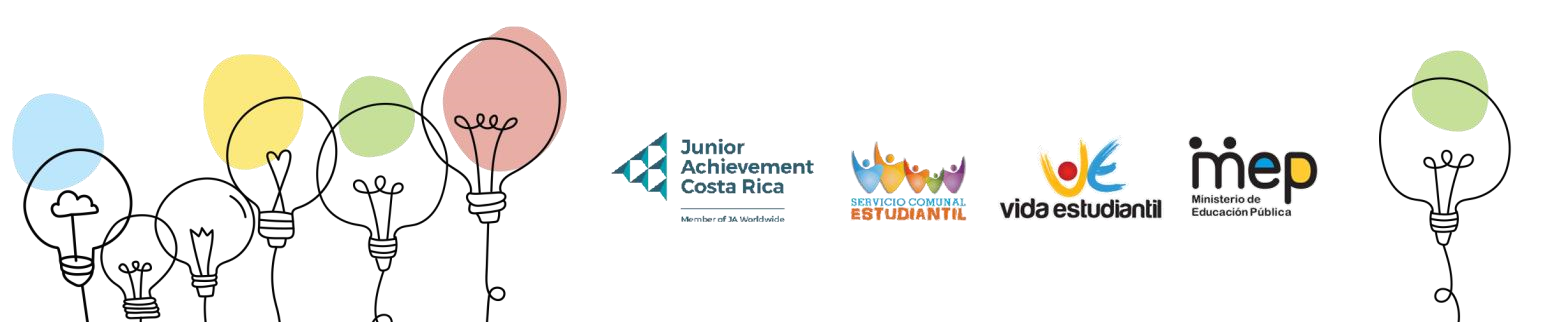 Junior
Achievement
Costa Rica
Member of JA Worldwide
SERVICIO COMUNAL
ESTUDIANTIL
vida estudiantil
mep
Ministerio de
Educación Pública